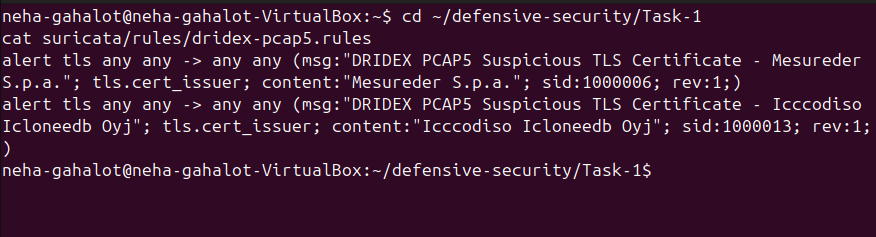 neha-gahalot@neha-gahalot-VirtualBox:~$ cd ~/defensive-security/Task-1
cat suricata/rules/dridex-pcap5.rules
alert tls any any -> any any (msg:"DRIDEX PCAP5 Suspicious TLS Certificate - Mesureder
S.p.a."; tls.cert_issuer; content:"Mesureder S.p.a."; sid:1000006; rev:1;)
alert tls any any -> any any (msg:"DRIDEX PCAP5 Suspicious TLS Certificate - Icccodiso
Icloneedb Oyj"; tls.cert_issuer; content:"Icccodiso Icloneedb Oyj"; sid:1000013; rev:1;
)
neha-gahalot@neha-gahalot-VirtualBox:~/defensive-security/Task-1$